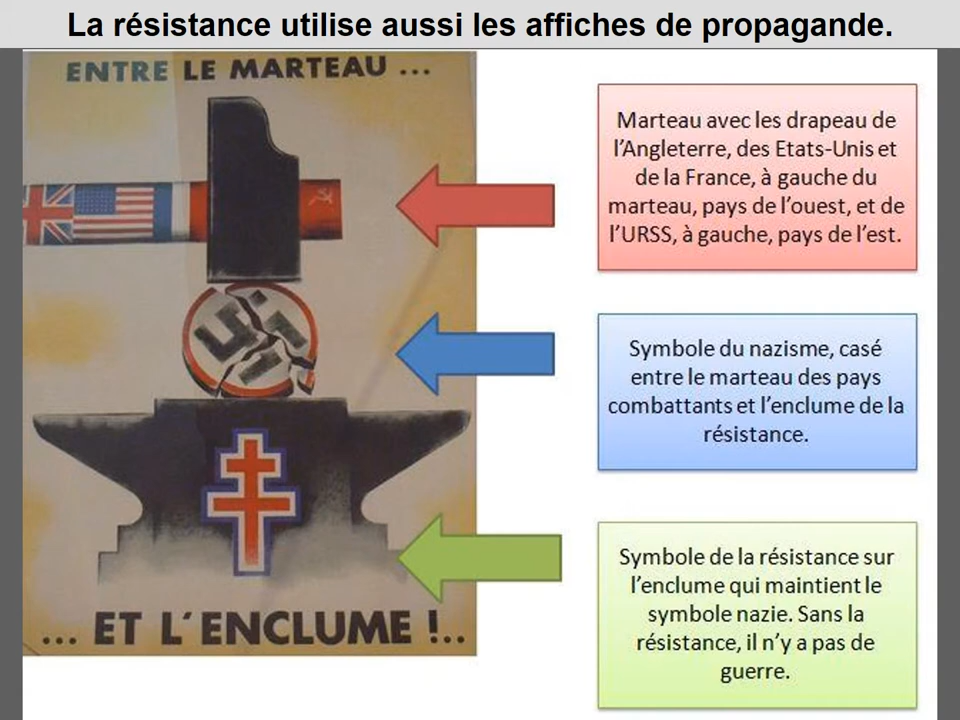 La résistance utilise aussi les affiches de propagande.
ENTRE LE MARTEAU ...
Marteau avec les drapeau de
l'Angleterre, des Etats-Unis et
de la France, à gauche du
marteau, pays de l'ouest, et de
l'URSS, à gauche, pays de l'est.
Symbole du nazisme, casé
entre le marteau des pays
combattants et l'enclume de la
résistance.
Symbole de la résistance sur
l'enclume qui maintient le
symbole nazie. Sans la
résistance, il n'y a pas de
guerre.
... ET L'ENCLUME !..